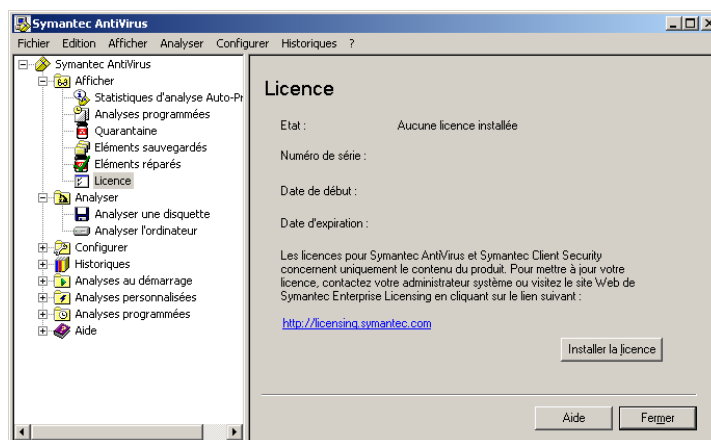 Symantec AntiVirus
Fichier Edition Afficher Analyser Configurer Historiques ?
Symantec AntiVirus
Afficher
Statistiques d'analyse Auto-Pr
Analyses programmées
Quarantaine
Eléments sauvegardés
Eléments réparés
Licence
Analyser
Analyser une disquette
Analyser l'ordinateur
Configurer
Historiques
Analyses au démarrage
Analyses personnalisées
Analyses programmées
Aide
Licence
Etat : Aucune licence installée
Numéro de série :
Date de début :
Date d'expiration :
Les licences pour Symantec AntiVirus et Symantec Client Security
concernent uniquement le contenu du produit. Pour mettre à jour votre
licence, contactez votre administrateur système ou visitez le site Web de
Symantec Enterprise Licensing en cliquant sur le lien suivant :
http://licensing.symantec.com
Installer la licence
Aide Fermer